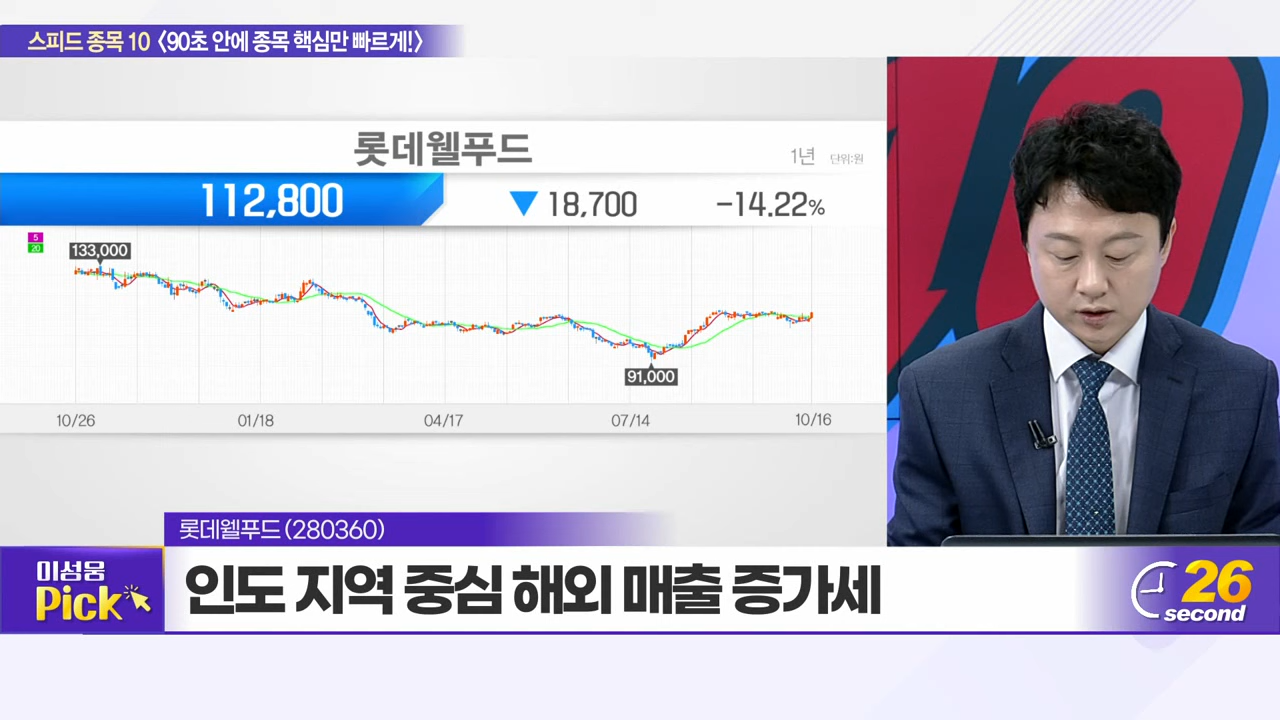 스피드 종목 10 〈90초 안에 종목 핵심만 빠르게!〉
롯데웰푸드
1년 단위:원
112,800 ▼ 18,700 -14.22%
5
20
133,000
91,000
10/26 01/18 04/17 07/14 10/16
롯데웰푸드 (280360)
이성웅
Pick
인도 지역 중심 해외 매출 증가세
26
second